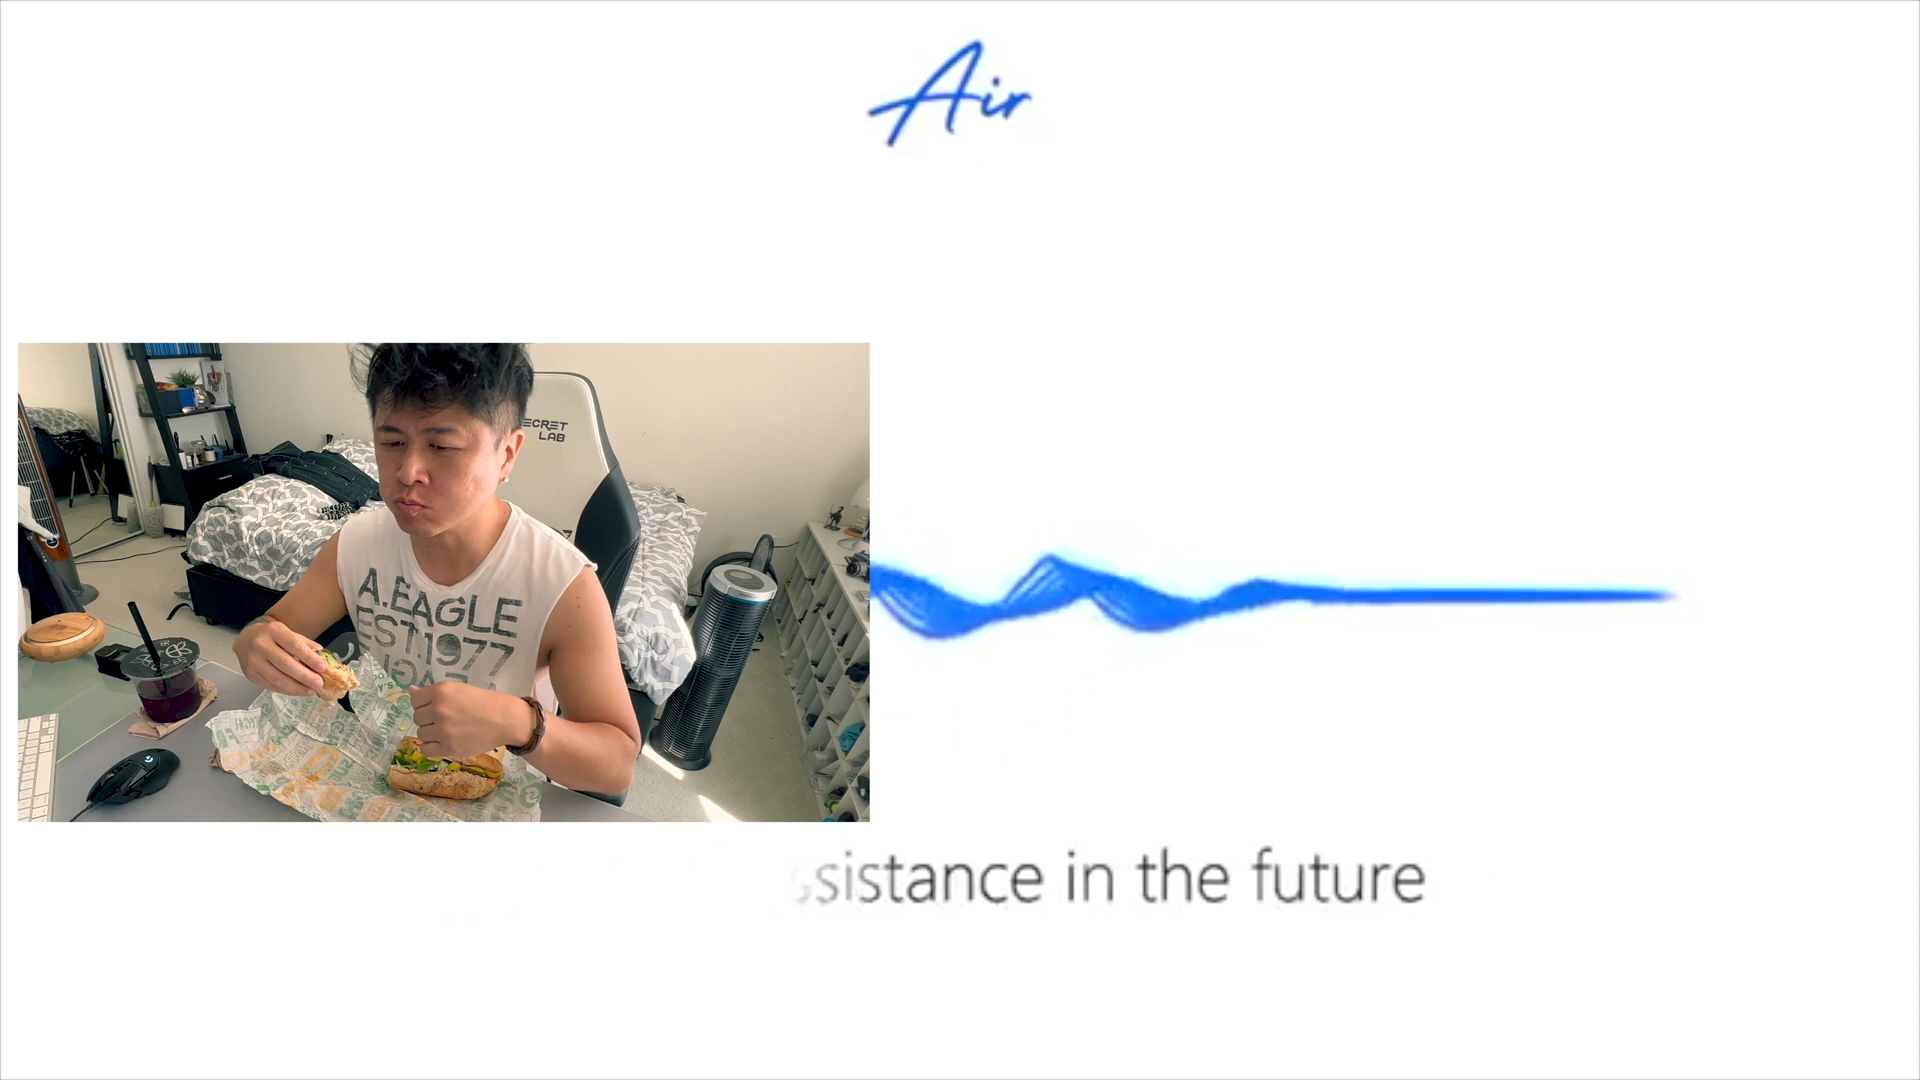 Air
ECRET
LAB
A.EAGLE
EST.1977
sistance in the future